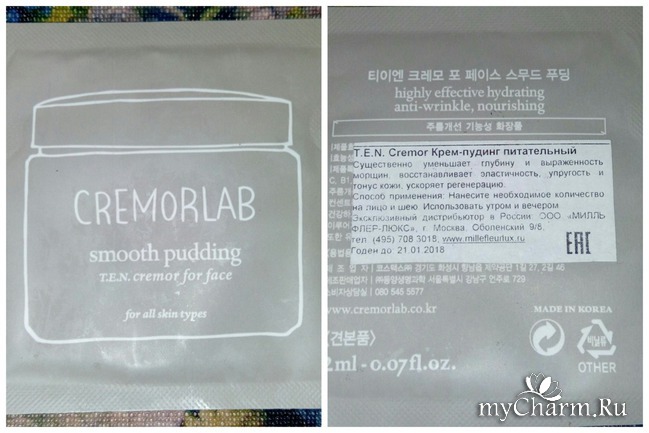 CREMORLAB
smooth pudding
T.E.N. cremor for face
for all skin types
티이엔 크레모 포 페이스 스무드 푸딩
highly effective hydrating
anti-wrinkle, nourishing
주름개선 기능성 화장품
T.E.N. Cremor Крем-пудинг питательный
Существенно уменьшает глубину и выраженность
морщин, восстанавливает эластичность, упругость и
тонус кожи, ускоряет регенерацию.
Способ применения: Нанесите необходимое количество
на лицо и шею. Использовать утром и вечером
Эксклюзивный дистрибьютор в России: ООО «МИЛЛЬ
ФЛЕР-ЛЮКС», г. Москва. Оболенский 9/8.
тел. (495) 708 3018, www.millefleurlux.ru
Годен до: 21.01.2018
EAC
www.cremorlab.co.kr
MADE IN KOREA
〈견본품〉
2ml - 0.07fl.oz.
비닐류
OTHER
myCharm.Ru